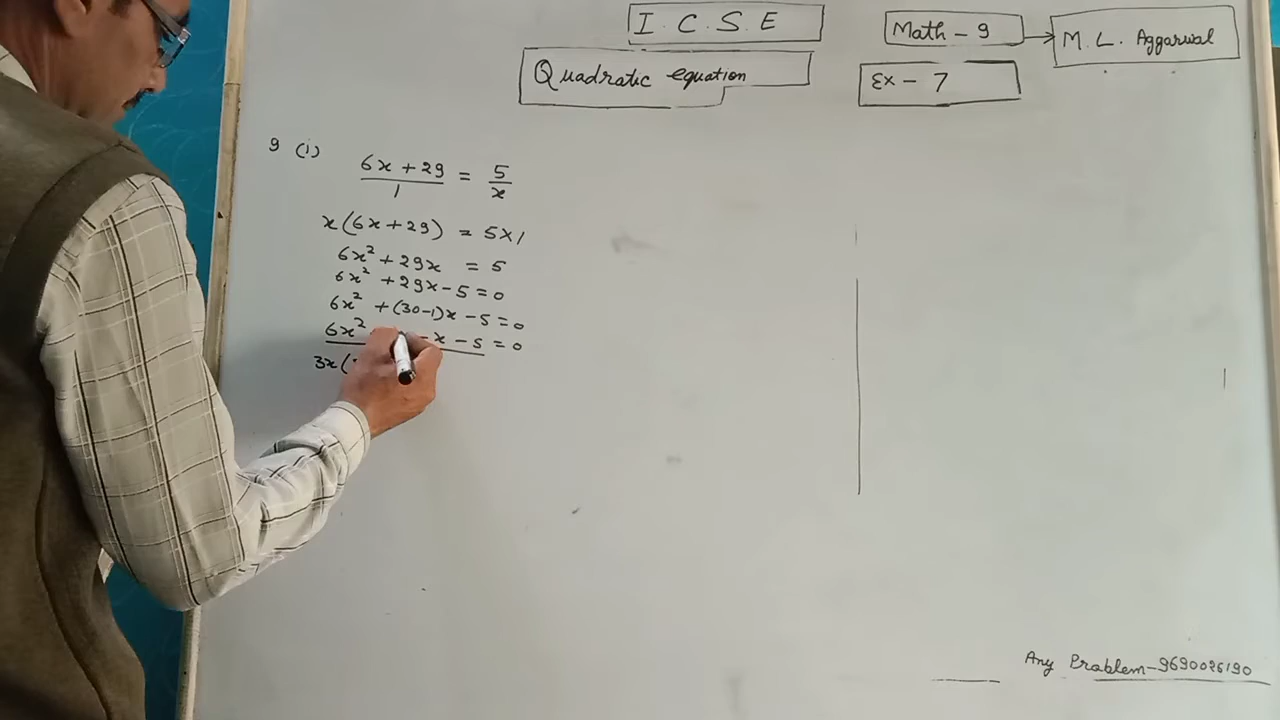 I. C. S. E
Math - 9
M. L. Aggarwal
Quadratic equation
Ex - 7
9 (i) 6x + 29 / 1 = 5 / x
x(6x + 29) = 5×1
6x² + 29x = 5
6x² + 29x - 5 = 0
6x² + (30-1)x - 5 = 0
6x² - x - 5 = 0
3x(
Any Problem - 9690026190